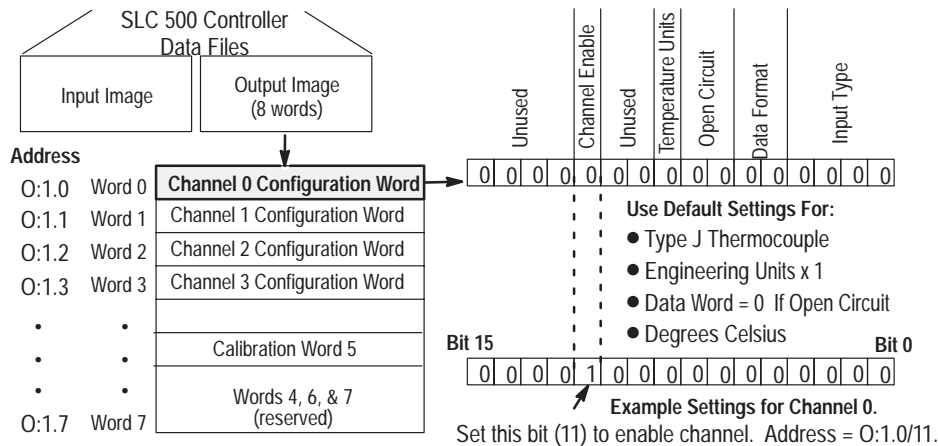 SLC 500 Controller
Data Files
Input Image
Output Image
(8 words)
Address
O:1.0 Word 0 Channel 0 Configuration Word
O:1.1 Word 1 Channel 1 Configuration Word
O:1.2 Word 2 Channel 2 Configuration Word
O:1.3 Word 3 Channel 3 Configuration Word
Calibration Word 5
Words 4, 6, & 7
(reserved)
O:1.7 Word 7
Unused
Channel Enable
Unused
Temperature Units
Open Circuit
Data Format
Input Type
0 0 0 0 0 0 0 0 0 0 0 0 0 0 0 0
Use Default Settings For:
● Type J Thermocouple
● Engineering Units x 1
● Data Word = 0 If Open Circuit
● Degrees Celsius
Bit 15 Bit 0
0 0 0 0 1 0 0 0 0 0 0 0 0 0 0 0
Example Settings for Channel 0.
Set this bit (11) to enable channel. Address = O:1.0/11.